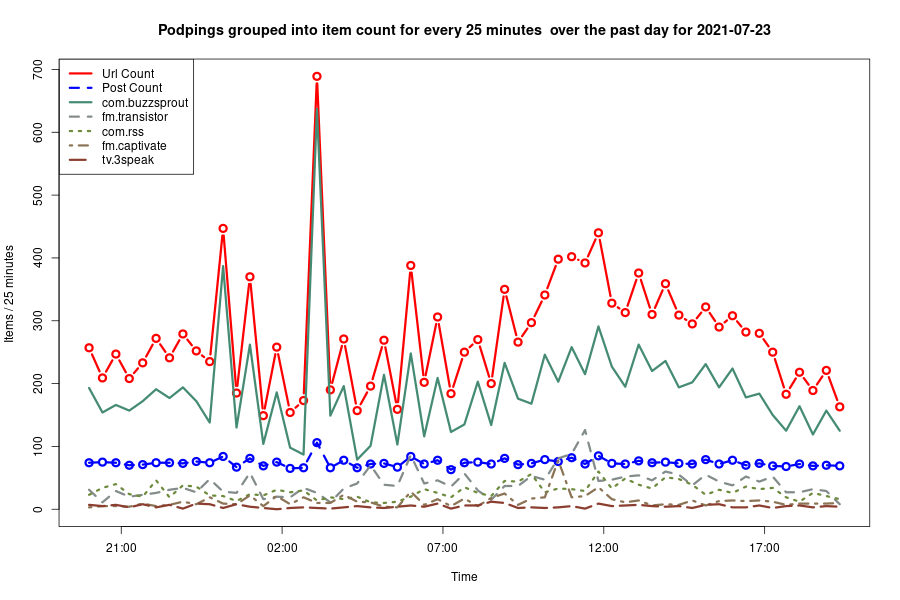 Podpings grouped into item count for every 25 minutes  over the past day for 2021-07-23
Url Count
Post Count
com.buzzsprout
fm.transistor
com.rss
fm.captivate
tv.3speak
700
600
500
400
300
200
100
0
Items / 25 minutes
21:00
02:00
07:00
12:00
17:00
Time